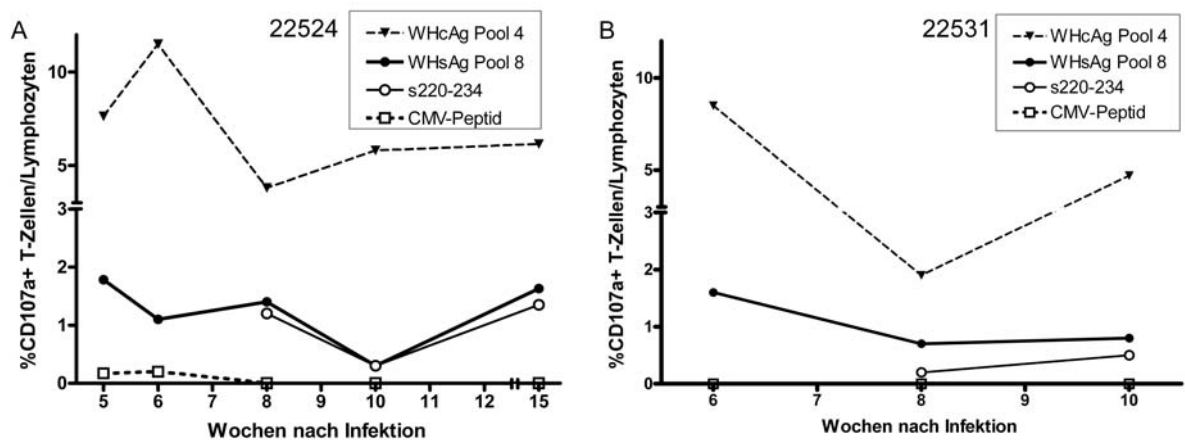 A
22524
WHcAg Pool 4
WHsAg Pool 8
s220-234
CMV-Peptid
%CD107a+ T-Zellen/Lymphozyten
10
5
3
2
1
0
5 6 7 8 9 10 11 12 15
Wochen nach Infektion
B
22531
WHcAg Pool 4
WHsAg Pool 8
s220-234
CMV-Peptid
%CD107a+ T-Zellen/Lymphozyten
10
5
3
2
1
0
6 7 8 9 10
Wochen nach Infektion